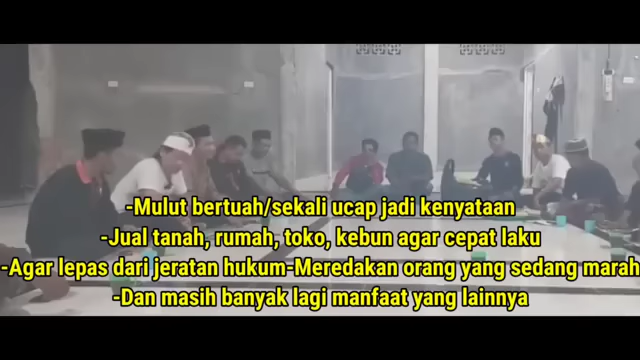 -Mulut bertuah/sekali ucap jadi kenyataan
-Jual tanah, rumah, toko, kebun agar cepat laku
-Agar lepas dari jeratan hukum-Meredakan orang yang sedang marah
-Dan masih banyak lagi manfaat yang lainnya